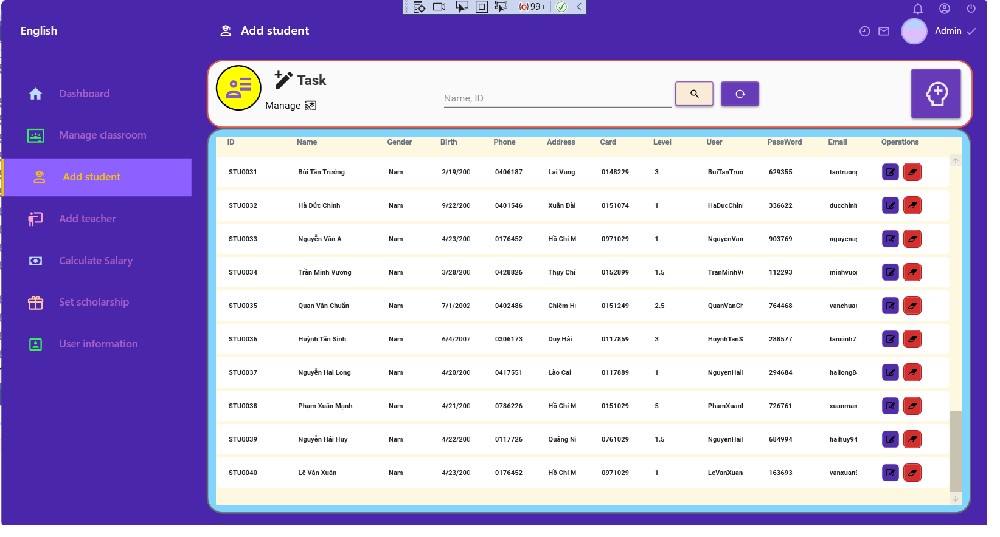 99+
English
Add student
Admin
Dashboard
Manage classroom
Add student
Add teacher
Calculate Salary
Set scholarship
User information
Task
Manage
Name, ID
ID Name Gender Birth Phone Address Card Level User PassWord Email Operations
STU0031 Bùi Tấn Trường Nam 2/19/200 0406187 Lai Vung 0148229 3 BuiTanTruo 629355 tantruong
STU0032 Hà Đức Chinh Nam 9/22/200 0401546 Xuân Đài 0151074 1 HaDucChinl 336622 ducchinh
STU0033 Nguyễn Văn A Nam 4/23/200 0176452 Hồ Chí M 0971029 1 NguyenVan 903769 nguyena
STU0034 Trần Minh Vương Nam 3/28/200 0428826 Thụy Chí 0152899 1.5 TranMinhV 112293 minhvuo
STU0035 Quan Văn Chuẩn Nam 7/1/2002 0402486 Chiêm H 0151249 2.5 QuanVanCh 764468 vanchuar
STU0036 Huỳnh Tấn Sinh Nam 6/4/2007 0306173 Duy Hải 0117859 3 HuynhTanS 288577 tansinh7
STU0037 Nguyễn Hai Long Nam 4/20/200 0417551 Lào Cai 0117889 1 NguyenHai 294684 hailong8
STU0038 Phạm Xuân Mạnh Nam 4/21/200 0786226 Hồ Chí M 0151029 5 PhamXuan 726761 xuanman
STU0039 Nguyễn Hải Huy Nam 4/22/200 0117726 Quảng Ni 0761029 1.5 NguyenHai 684994 haihuy94
STU0040 Lê Văn Xuân Nam 4/23/200 0176452 Hồ Chí M 0971029 1 LeVanXuan 163693 vanxuan